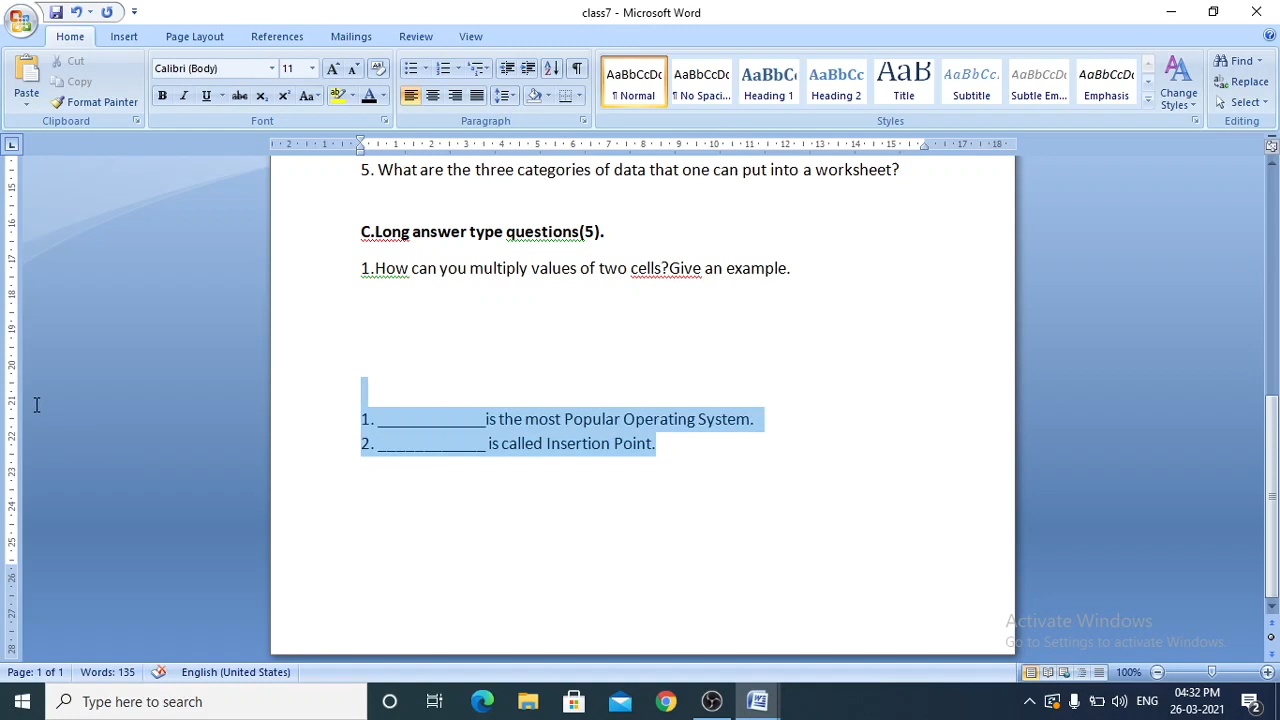 class7 - Microsoft Word
Home Insert Page Layout References Mailings Review View
Paste Cut Copy Format Painter Clipboard
Calibri (Body) 11 Font
Paragraph
AaBbCcDc AaBbCcDc AaBbC AaBbCc AaB AaBbCc. AaBbCcDc AaBbCcDc
¶ Normal ¶ No Spaci... Heading 1 Heading 2 Title Subtitle Subtle Em... Emphasis
Change Styles Styles
Find Replace Select Editing
5. What are the three categories of data that one can put into a worksheet?
C.Long answer type questions(5).
1.How can you multiply values of two cells?Give an example.
1. ____________is the most Popular Operating System.
2. ____________ is called Insertion Point.
Activate Windows
Go to Settings to activate Windows.
Page: 1 of 1 Words: 135 English (United States) 100%
Type here to search ENG 04:32 PM
26-03-2021 2